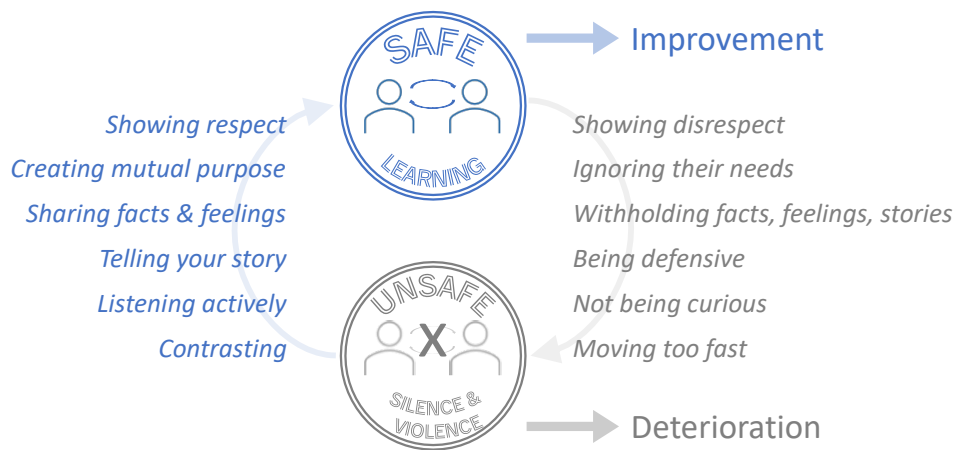 SAFE
LEARNING
Improvement
Showing respect
Creating mutual purpose
Sharing facts & feelings
Telling your story
Listening actively
Contrasting
Showing disrespect
Ignoring their needs
Withholding facts, feelings, stories
Being defensive
Not being curious
Moving too fast
UNSAFE
X
SILENCE &
VIOLENCE
Deterioration